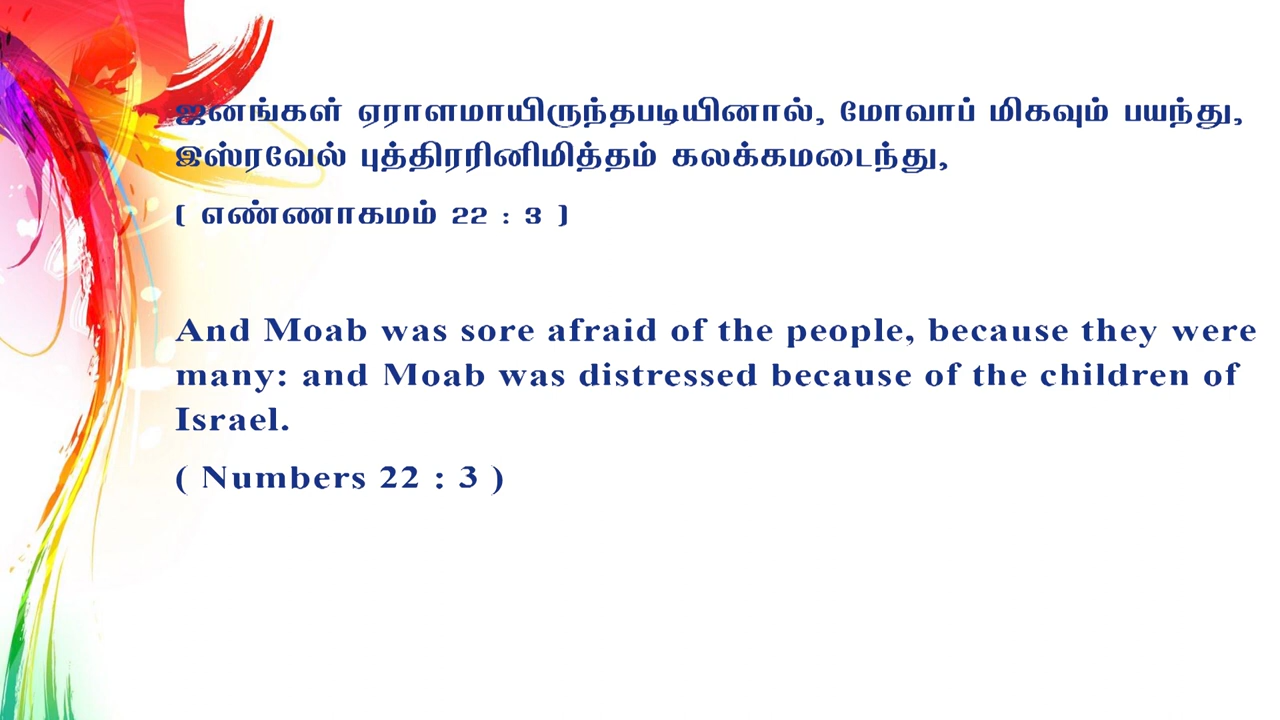 ஜனங்கள் ஏராளமாயிருந்தபடியினால், மோவாப் மிகவும் பயந்து,
இஸ்ரவேல் புத்திரரினிமித்தம் கலக்கமடைந்து,
( எண்ணாகமம் 22 : 3 )
And Moab was sore afraid of the people, because they were
many: and Moab was distressed because of the children of
Israel.
( Numbers 22 : 3 )